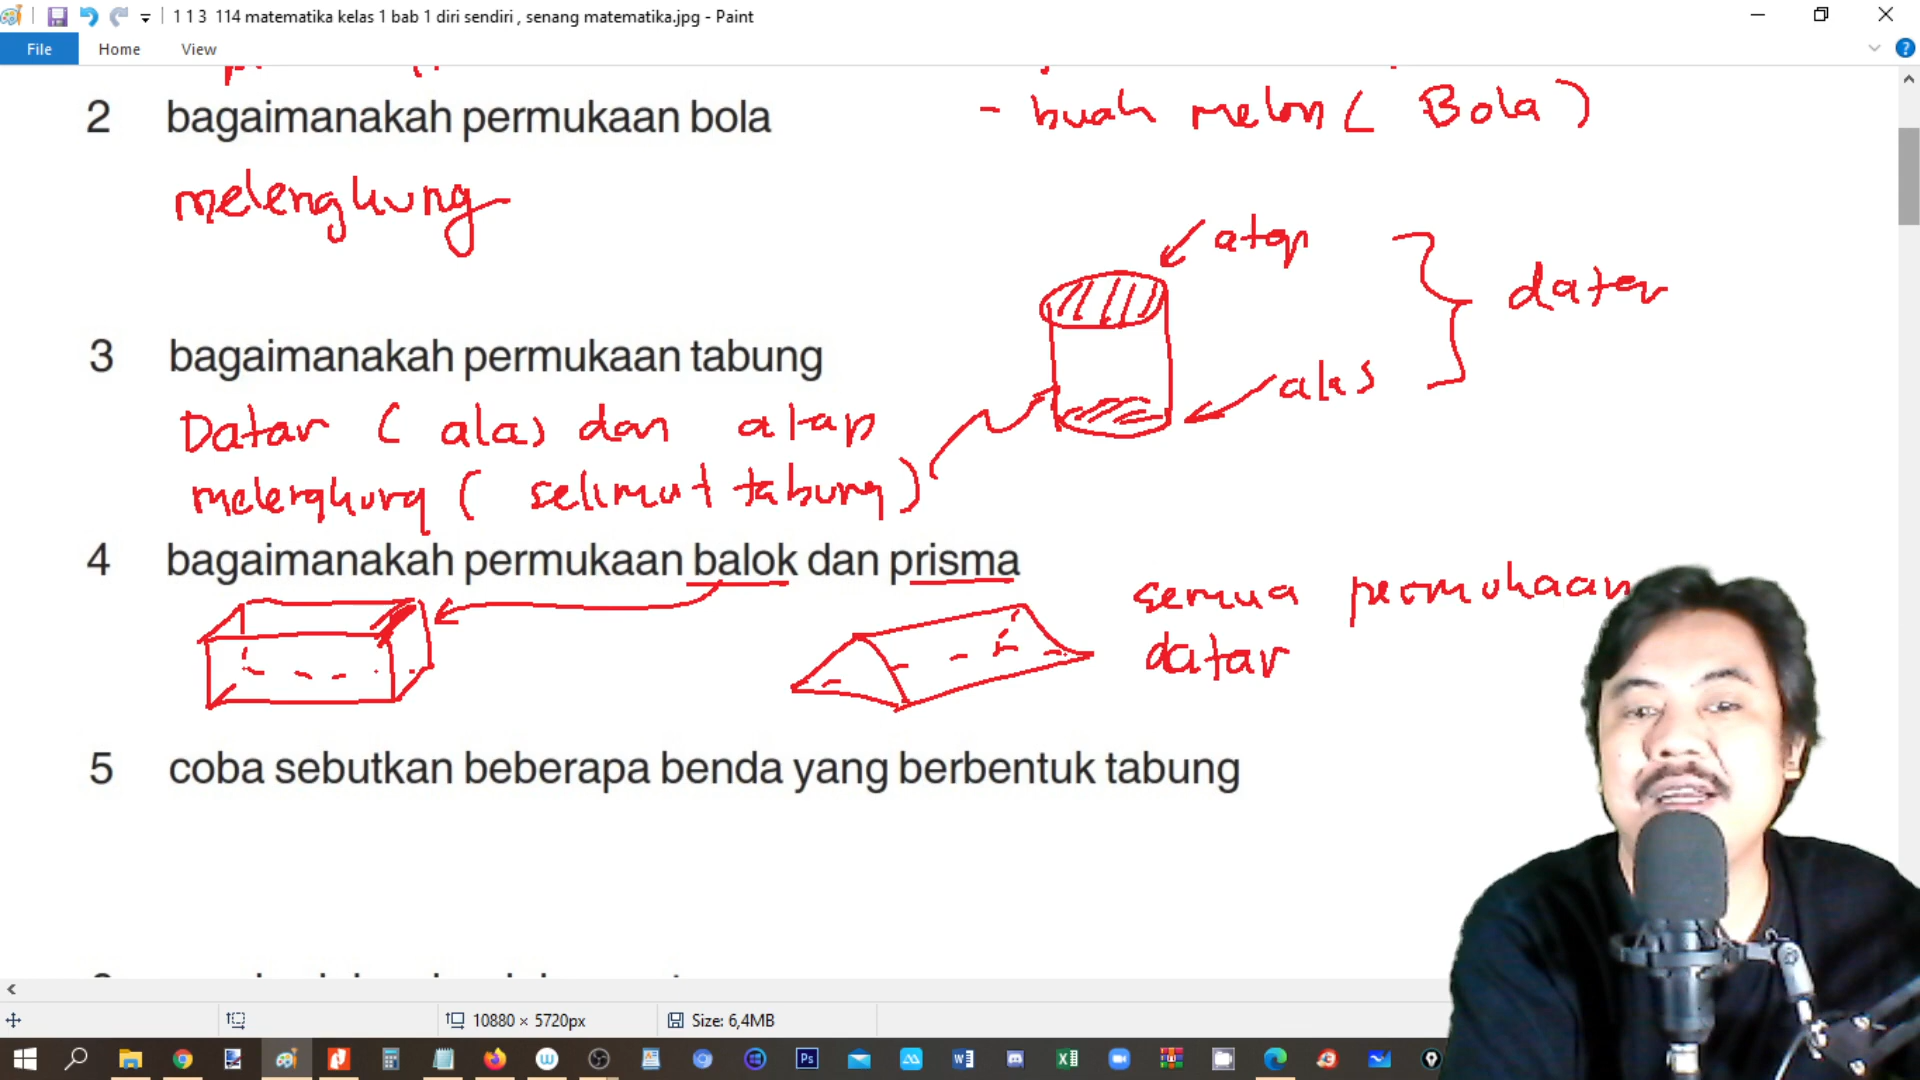 1 1 3 114 matematika kelas 1 bab 1 diri sendiri , senang matematika.jpg - Paint
File Home View
2 bagaimanakah permukaan bola
- buah melon ( Bola )
melengkung
atap
datar
3 bagaimanakah permukaan tabung
alas
Datar ( alas dan atap
melengkung ( selimut tabung )
4 bagaimanakah permukaan balok dan prisma
semua permukaan
datar
5 coba sebutkan beberapa benda yang berbentuk tabung
10880 × 5720px Size: 6,4MB